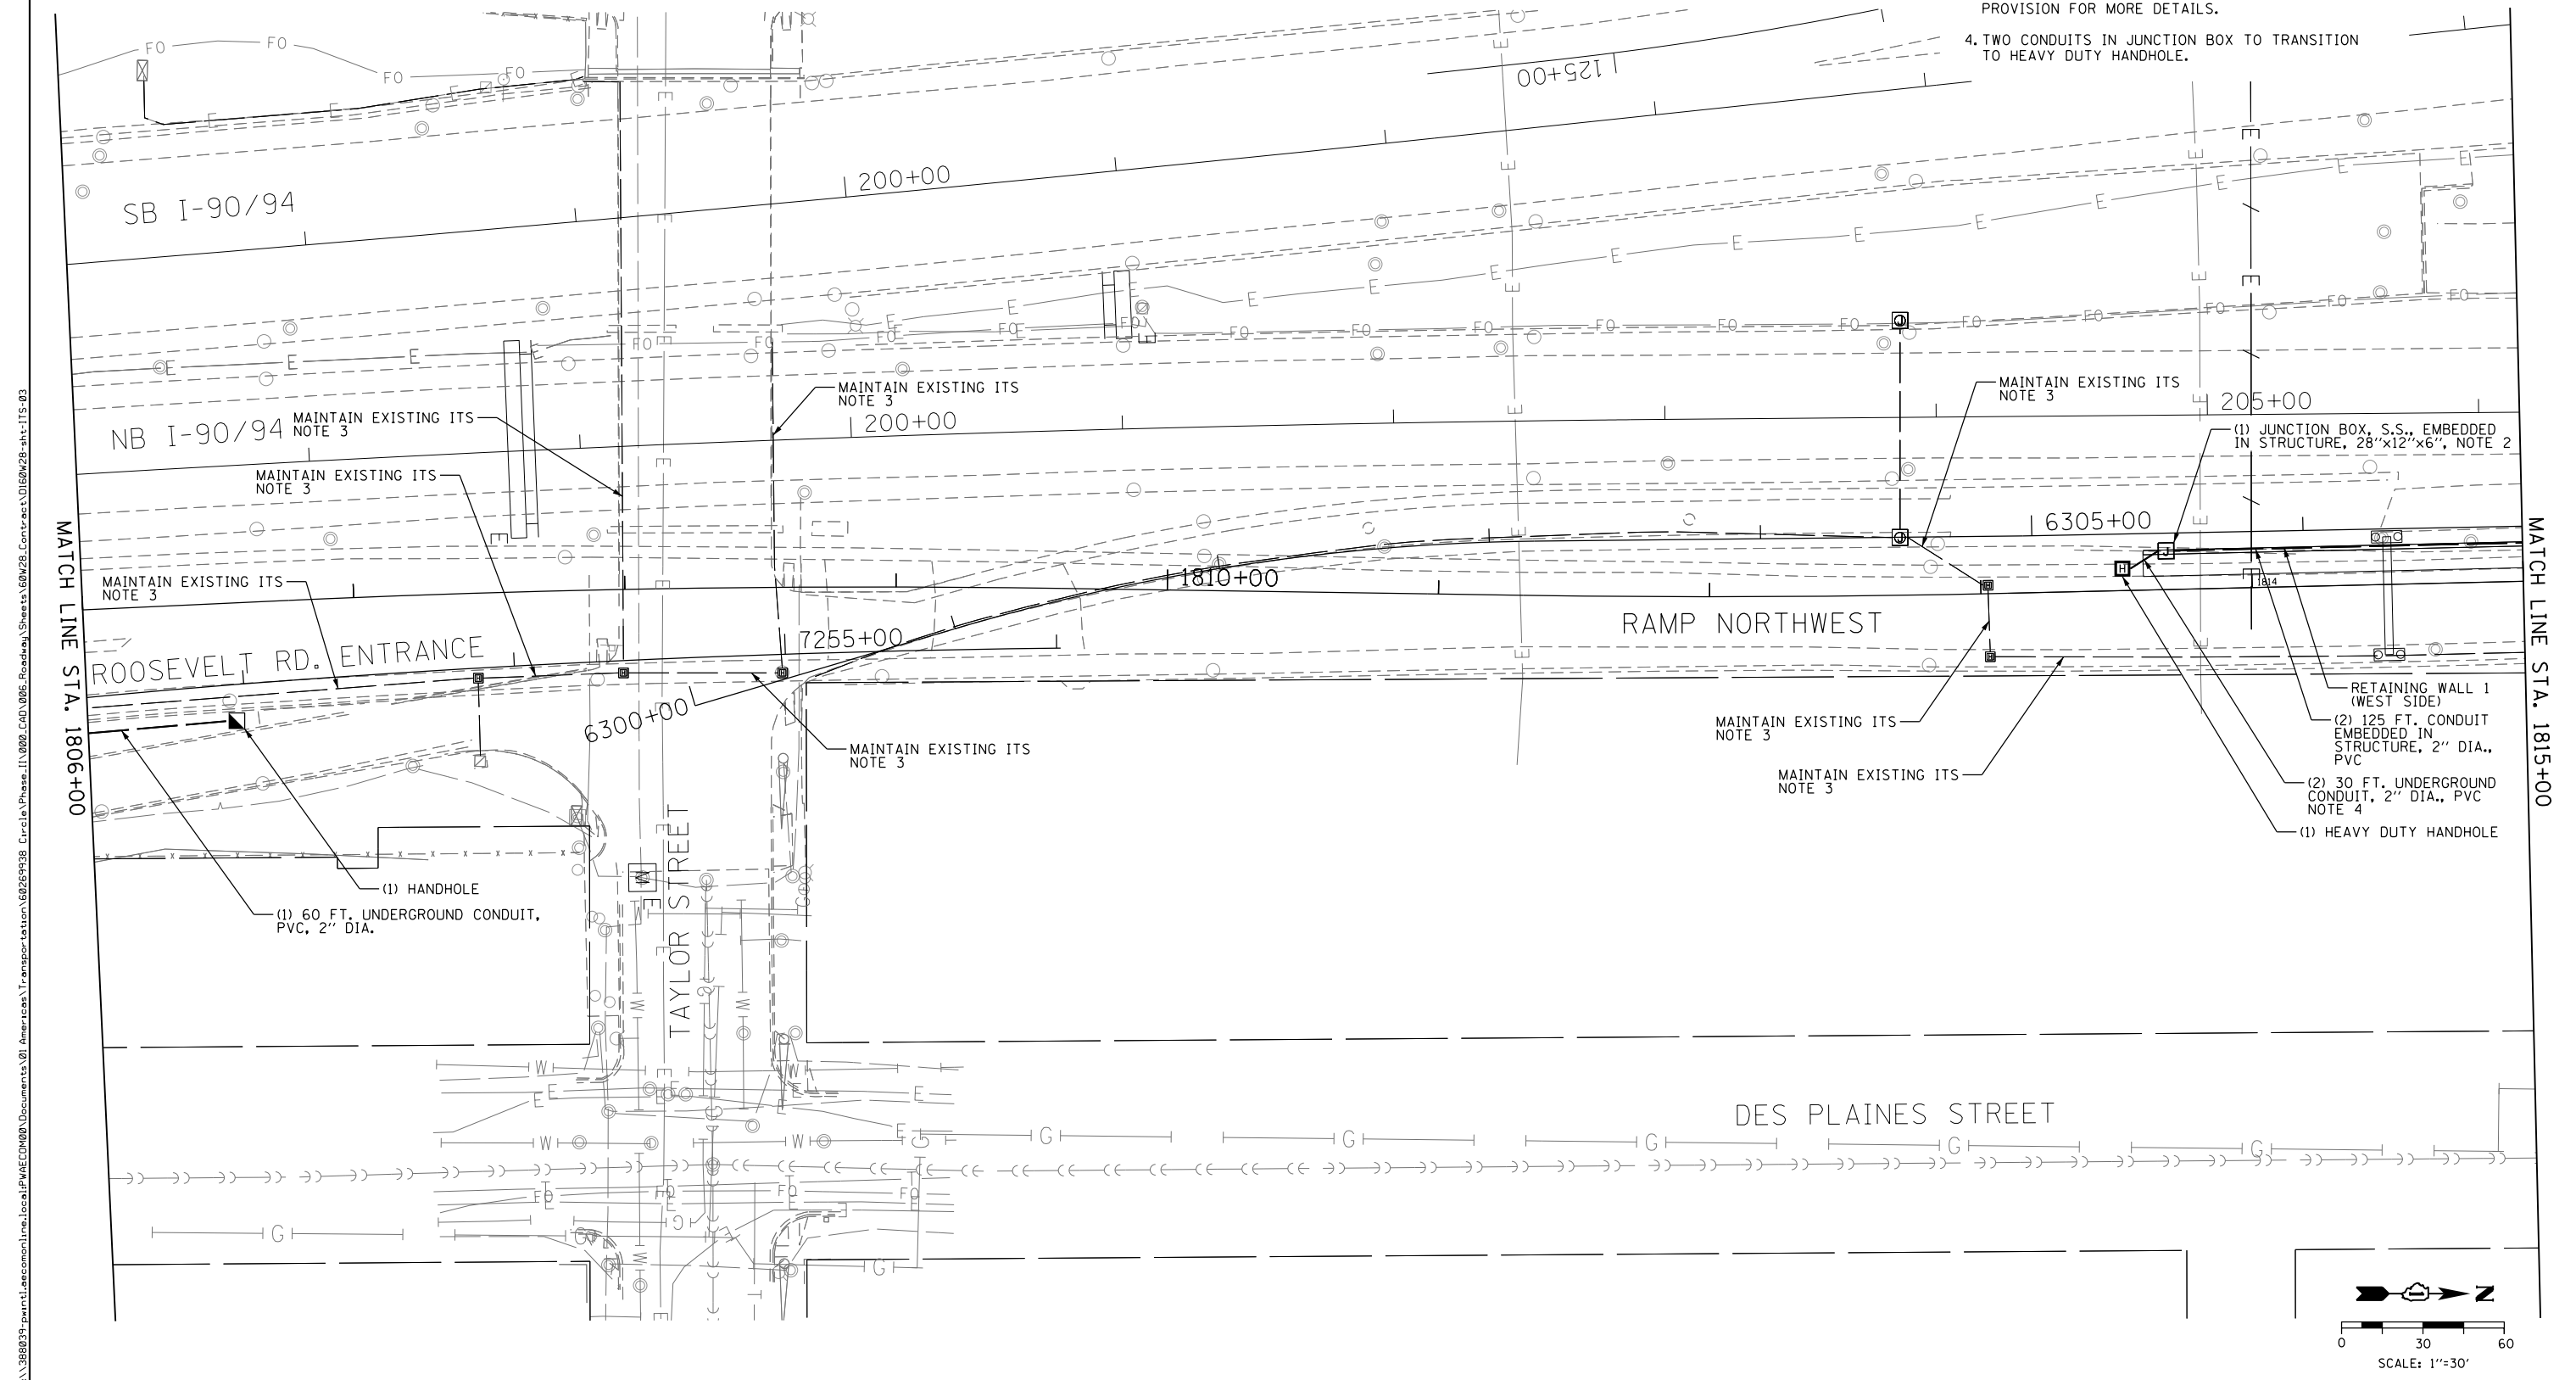 PROVISION FOR MORE DETAILS.
4. TWO CONDUITS IN JUNCTION BOX TO TRANSITION
TO HEAVY DUTY HANDHOLE.
125+00
200+00
SB I-90/94
NB I-90/94
200+00
205+00
MAINTAIN EXISTING ITS
NOTE 3
MAINTAIN EXISTING ITS
NOTE 3
MAINTAIN EXISTING ITS
NOTE 3
MAINTAIN EXISTING ITS
NOTE 3
MAINTAIN EXISTING ITS
NOTE 3
(1) JUNCTION BOX, S.S., EMBEDDED
IN STRUCTURE, 28''x12''x6'', NOTE 2
MATCH LINE STA. 1806+00
MATCH LINE STA. 1815+00
6305+00
1810+00
1814
7255+00
6300+00
ROOSEVELT RD. ENTRANCE
RAMP NORTHWEST
MAINTAIN EXISTING ITS
NOTE 3
MAINTAIN EXISTING ITS
NOTE 3
MAINTAIN EXISTING ITS
NOTE 3
RETAINING WALL 1
(WEST SIDE)
(2) 125 FT. CONDUIT
EMBEDDED IN
STRUCTURE, 2'' DIA.,
PVC
(2) 30 FT. UNDERGROUND
CONDUIT, 2'' DIA., PVC
NOTE 4
(1) HEAVY DUTY HANDHOLE
(1) HANDHOLE
(1) 60 FT. UNDERGROUND CONDUIT,
PVC, 2'' DIA.
TAYLOR STREET
DES PLAINES STREET
N
0 30 60
SCALE: 1''=30'